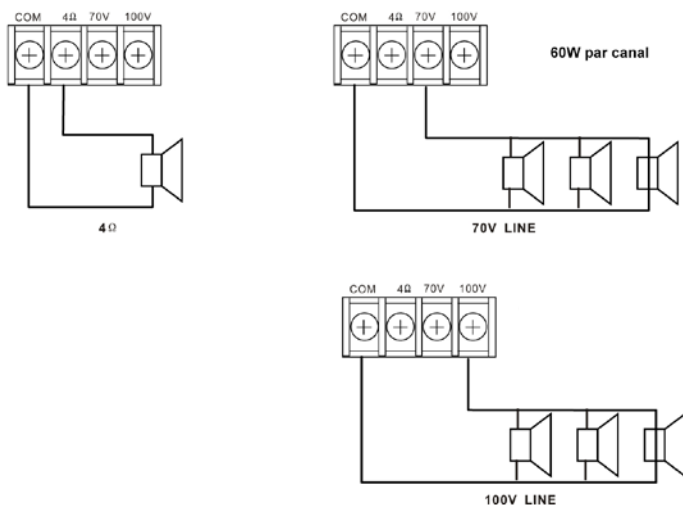 COM 4Ω 70V 100V
4Ω
COM 4Ω 70V 100V
60W par canal
70V LINE
COM 4Ω 70V 100V
100V LINE